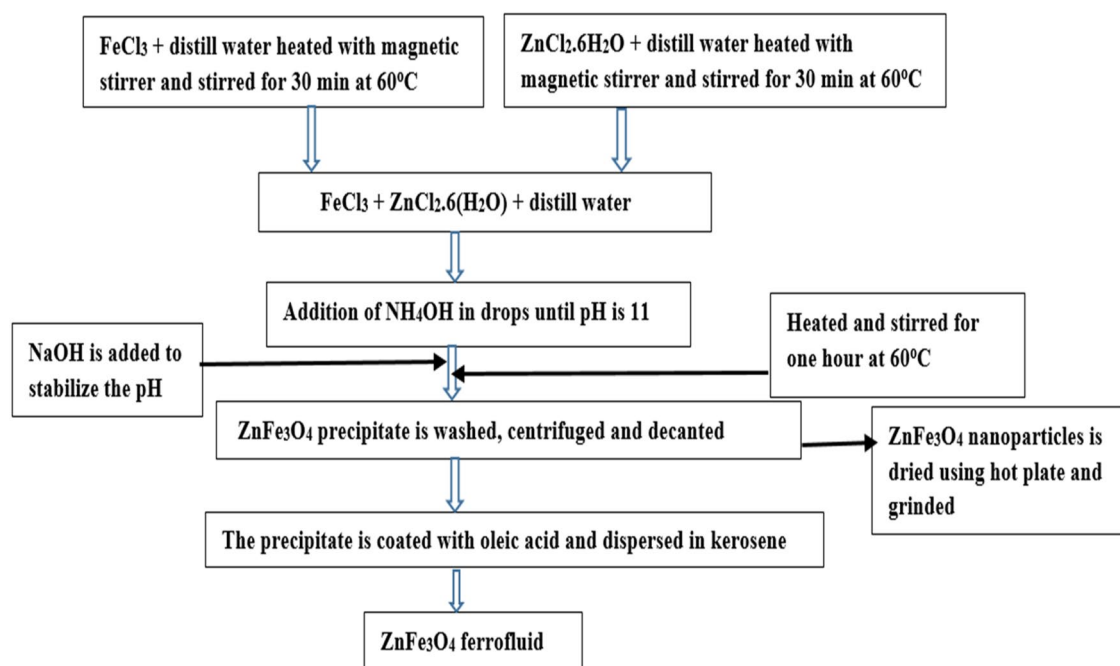 FeCl₃ + distill water heated with magnetic
stirrer and stirred for 30 min at 60⁰C
ZnCl₂.6H₂O + distill water heated with
magnetic stirrer and stirred for 30 min at 60⁰C
FeCl₃ + ZnCl₂.6(H₂O) + distill water
Addition of NH₄OH in drops until pH is 11
NaOH is added to
stabilize the pH
Heated and stirred for
one hour at 60⁰C
ZnFe₃O₄ precipitate is washed, centrifuged and decanted
ZnFe₃O₄ nanoparticles is
dried using hot plate and
grinded
The precipitate is coated with oleic acid and dispersed in kerosene
ZnFe₃O₄ ferrofluid